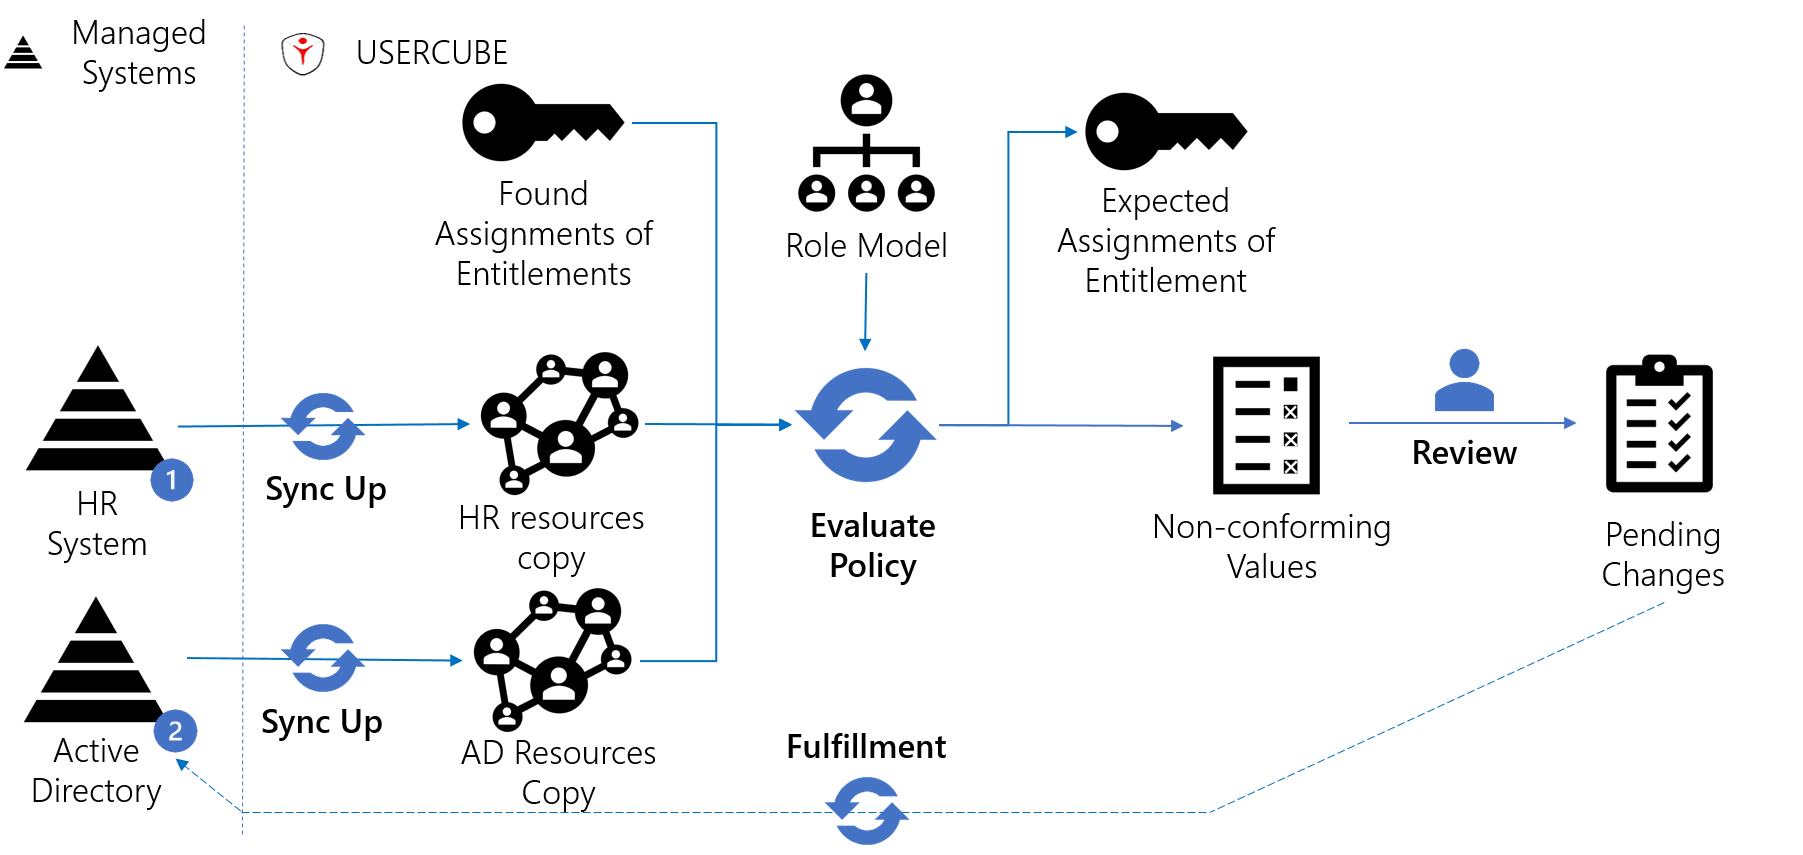 Managed
Systems
USERCUBE
Found
Assignments of
Entitlements
Role Model
Expected
Assignments of
Entitlement
1
HR
System
Sync Up
HR resources
copy
Evaluate
Policy
Non-conforming
Values
Review
Pending
Changes
2
Active
Directory
Sync Up
AD Resources
Copy
Fulfillment